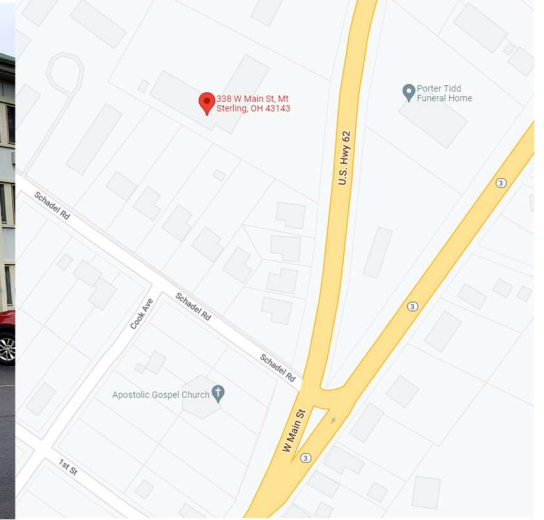 338 W Main St, Mt
Sterling, OH 43143
Porter Tidd
Funeral Home
U.S. Hwy 62
3
Schadel Rd
3
Cook Ave
Schadel Rd
Schadel Rd
Apostolic Gospel Church
W Main St
3
1st St